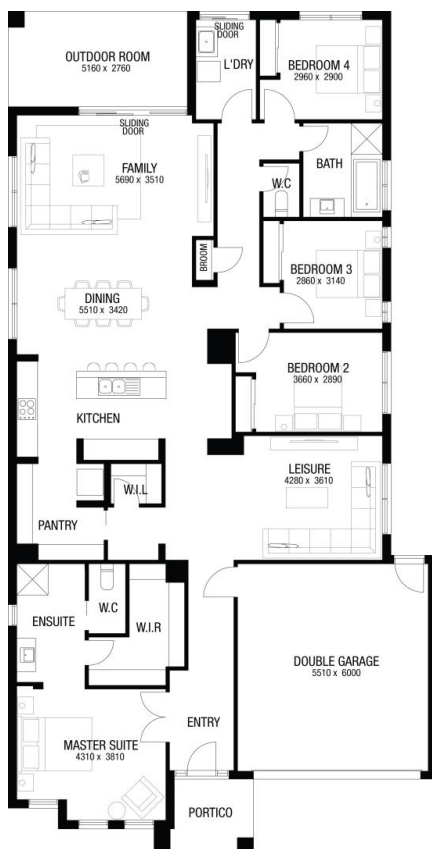 OUTDOOR ROOM
5160 x 2760
SLIDING
DOOR
L'DRY
BEDROOM 4
2960 x 2900
SLIDING
DOOR
FAMILY
5690 x 3510
BATH
W.C
BROOM
BEDROOM 3
2860 x 3140
DINING
5510 x 3420
BEDROOM 2
3660 x 2890
KITCHEN
LEISURE
4280 x 3610
W.I.L
PANTRY
W.C
ENSUITE
W.I.R
DOUBLE GARAGE
5510 x 6000
ENTRY
MASTER SUITE
4310 x 3810
PORTICO